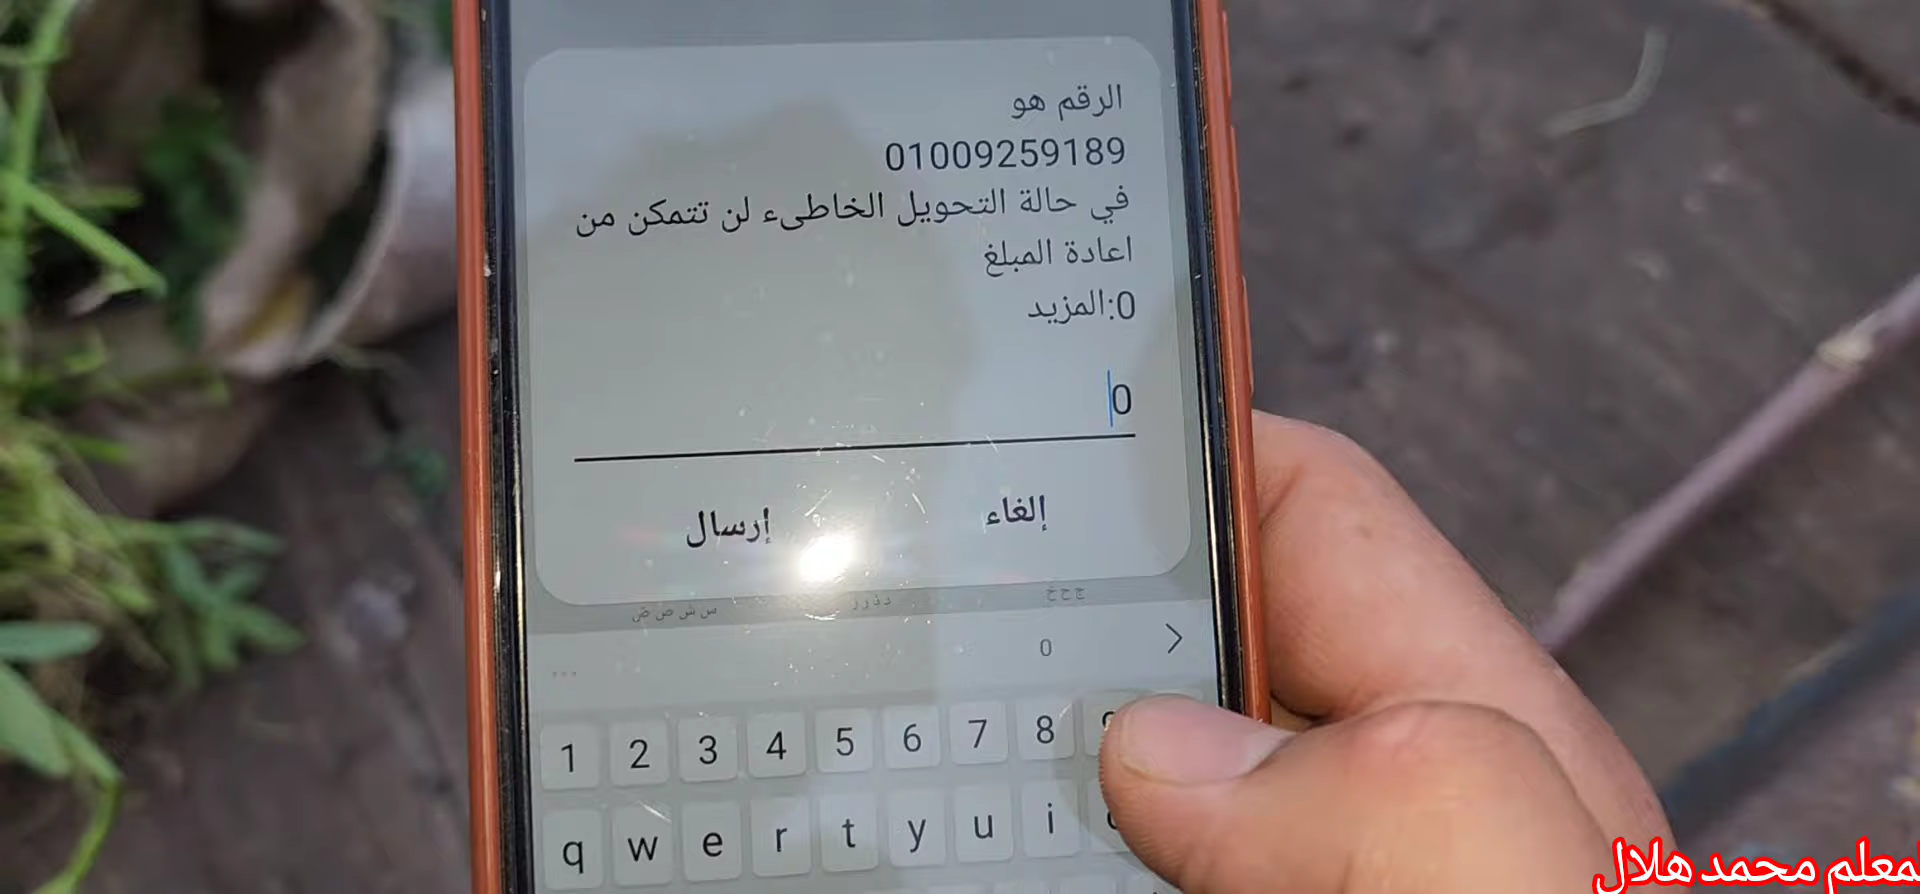 الرقم هو
01009259189
في حالة التحويل الخاطىء لن تتمكن من
اعادة المبلغ
0:المزيد
0
إلغاء
إرسال
ج ح خ
د ذ ر ز
س ش ص ض
0
...
1 2 3 4 5 6 7 8
q w e r t y u i
لمعلم محمد هلال